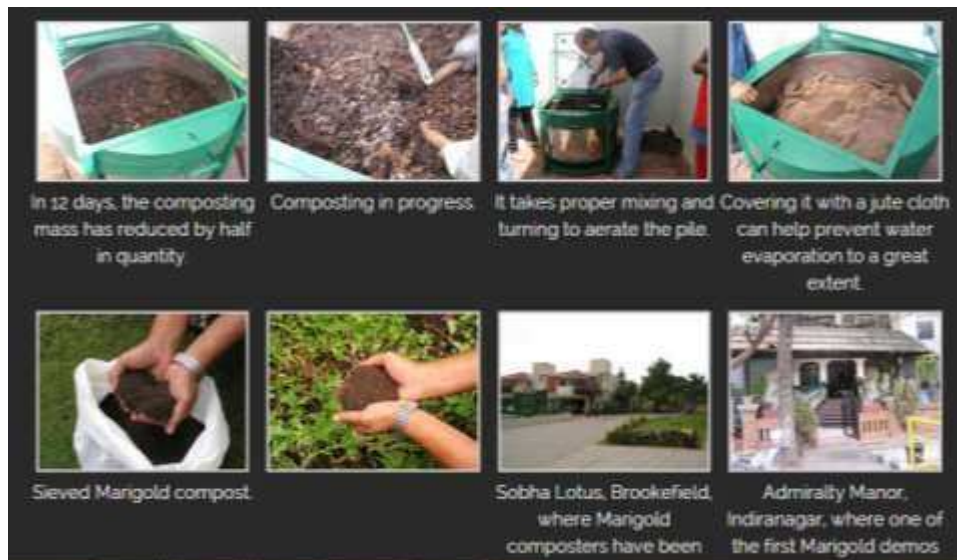 In 12 days, the composting
mass has reduced by half
in quantity.
Composting in progress.
It takes proper mixing and
turning to aerate the pile.
Covering it with a jute cloth
can help prevent water
evaporation to a great
extent.
Sieved Marigold compost.
Sobha Lotus, Brookefield,
where Marigold
composters have been
Admiralty Manor,
Indiranagar, where one of
the first Marigold demos